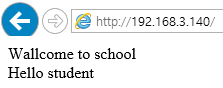 http://192.168.3.140/
Wallcome to school
Hello student